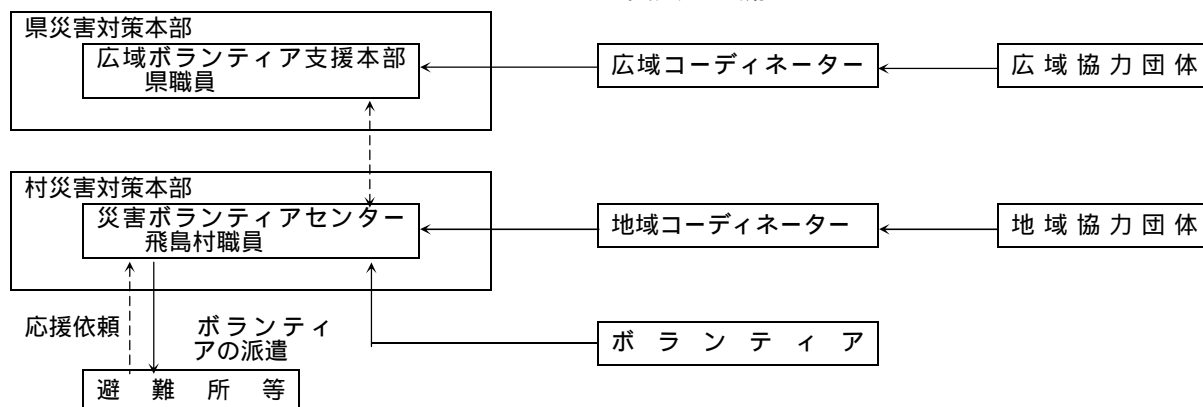 県災害対策本部
広域ボランティア支援本部
県職員
広域コーディネーター
広域協力団体
村災害対策本部
災害ボランティアセンター
飛島村職員
地域コーディネーター
地域協力団体
応援依頼
ボランティ
アの派遣
ボランティア
避難所等